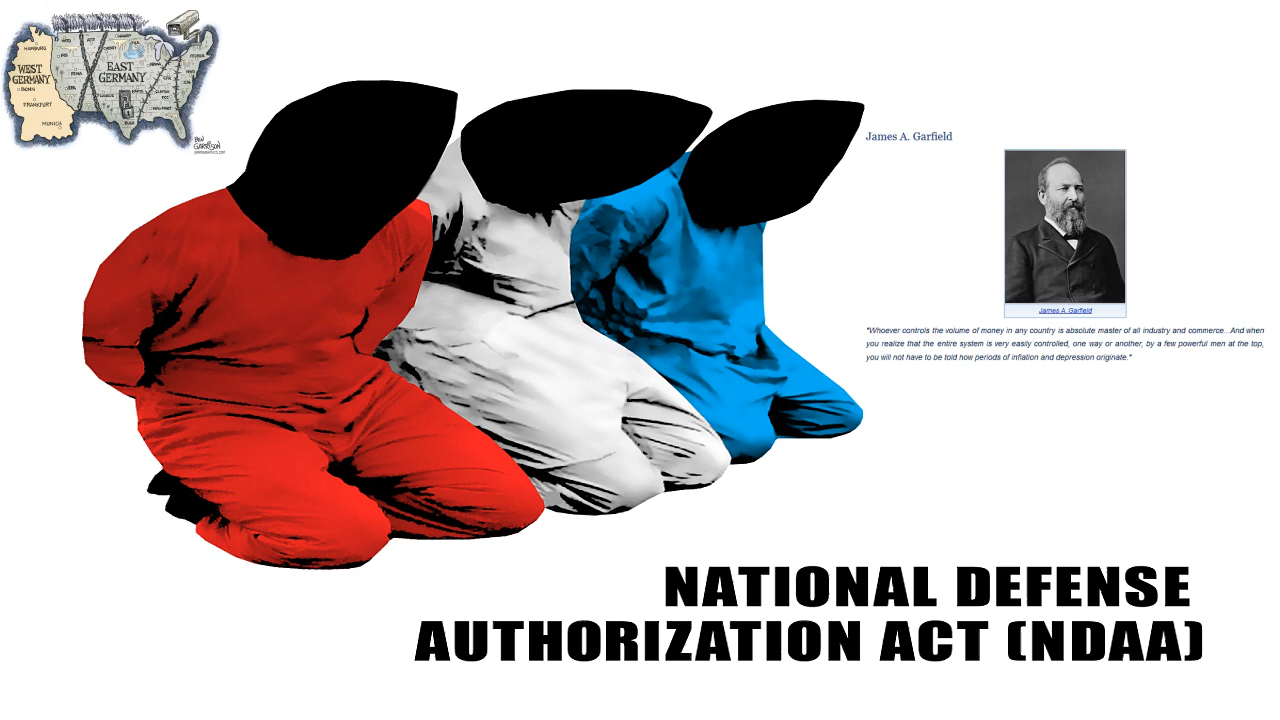 HAMBURG
WEST
GERMANY
BONN
FRANKFURT
MUNICH
EAST
GERMANY
BEN
GARRISON
James A. Garfield
James A. Garfield
"Whoever controls the volume of money in any country is absolute master of all industry and commerce...And when
you realize that the entire system is very easily controlled, one way or another, by a few powerful men at the top,
you will not have to be told how periods of inflation and depression originate."
NATIONAL DEFENSE
AUTHORIZATION ACT (NDAA)